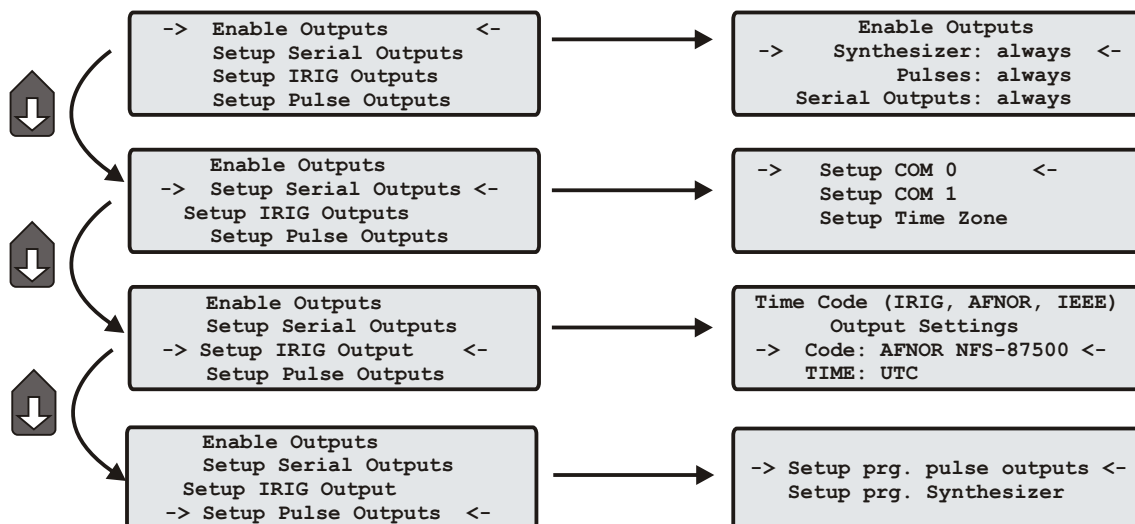 -> Enable Outputs <-
Setup Serial Outputs
Setup IRIG Outputs
Setup Pulse Outputs
Enable Outputs
-> Synthesizer: always <-
Pulses: always
Serial Outputs: always
Enable Outputs
-> Setup Serial Outputs <-
Setup IRIG Outputs
Setup Pulse Outputs
-> Setup COM 0 <-
Setup COM 1
Setup Time Zone
Enable Outputs
Setup Serial Outputs
-> Setup IRIG Output <-
Setup Pulse Outputs
Time Code (IRIG, AFNOR, IEEE)
Output Settings
-> Code: AFNOR NFS-87500 <-
TIME: UTC
Enable Outputs
Setup Serial Outputs
Setup IRIG Output
-> Setup Pulse Outputs <-
-> Setup prg. pulse outputs <-
Setup prg. Synthesizer